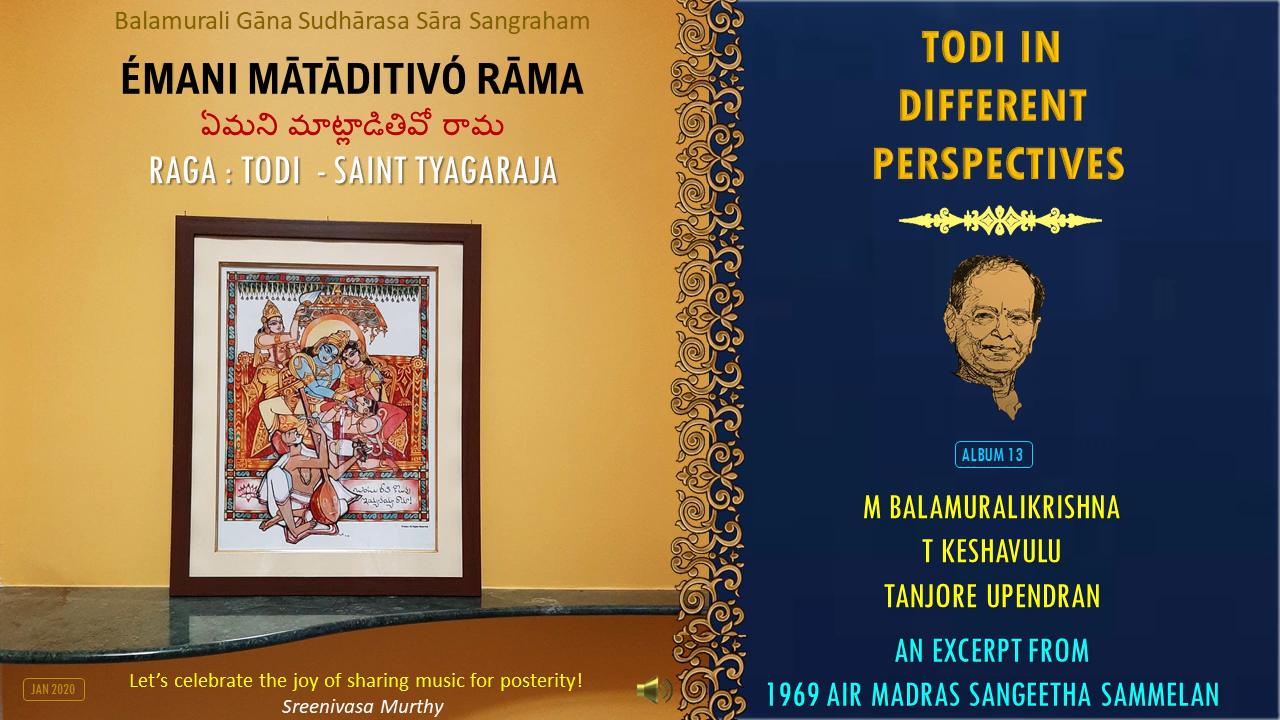 Balamurali Gāna Sudhārasa Sāra Sangraham
ÉMANI MĀTĀDITIVÓ RĀMA
ఏమని మాట్లాడితివో రామ
RAGA : TODI - SAINT TYAGARAJA
JAN 2020
Let's celebrate the joy of sharing music for posterity!
Sreenivasa Murthy
TODI IN
DIFFERENT
PERSPECTIVES
ALBUM 13
M BALAMURALIKRISHNA
T KESHAVULU
TANJORE UPENDRAN
AN EXCERPT FROM
1969 AIR MADRAS SANGEETHA SAMMELAN